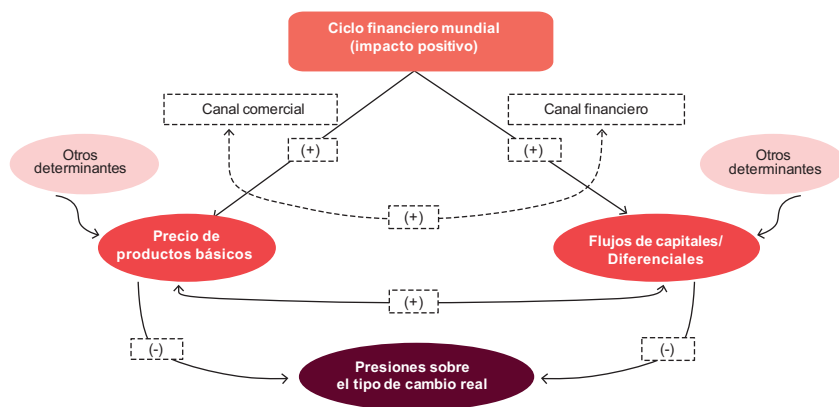 Ciclo financiero mundial
(impacto positivo)
Canal comercial
Canal financiero
(+)
(+)
Otros
determinantes
Otros
determinantes
(+)
Precio de
productos básicos
Flujos de capitales/
Diferenciales
(+)
(-)
(-)
Presiones sobre
el tipo de cambio real